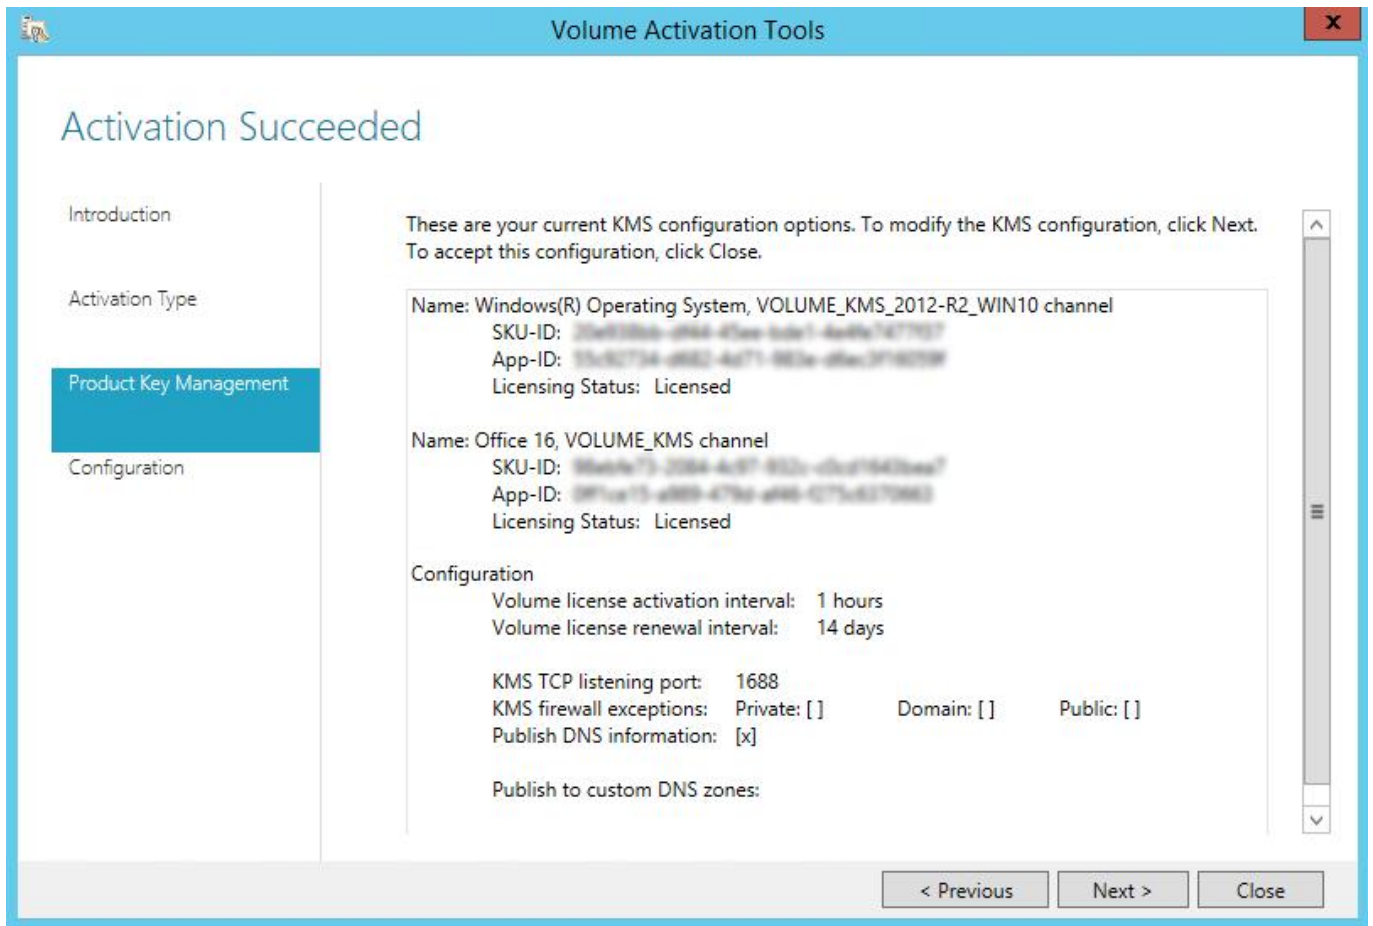 Volume Activation Tools
x
Activation Succeeded
Introduction
Activation Type
Product Key Management
Configuration
These are your current KMS configuration options. To modify the KMS configuration, click Next.
To accept this configuration, click Close.
Name: Windows(R) Operating System, VOLUME_KMS_2012-R2_WIN10 channel
SKU-ID:
App-ID:
Licensing Status: Licensed
Name: Office 16, VOLUME_KMS channel
SKU-ID:
App-ID:
Licensing Status: Licensed
Configuration
Volume license activation interval: 1 hours
Volume license renewal interval: 14 days
KMS TCP listening port: 1688
KMS firewall exceptions: Private: [ ] Domain: [ ] Public: [ ]
Publish DNS information: [x]
Publish to custom DNS zones:
< Previous Next > Close